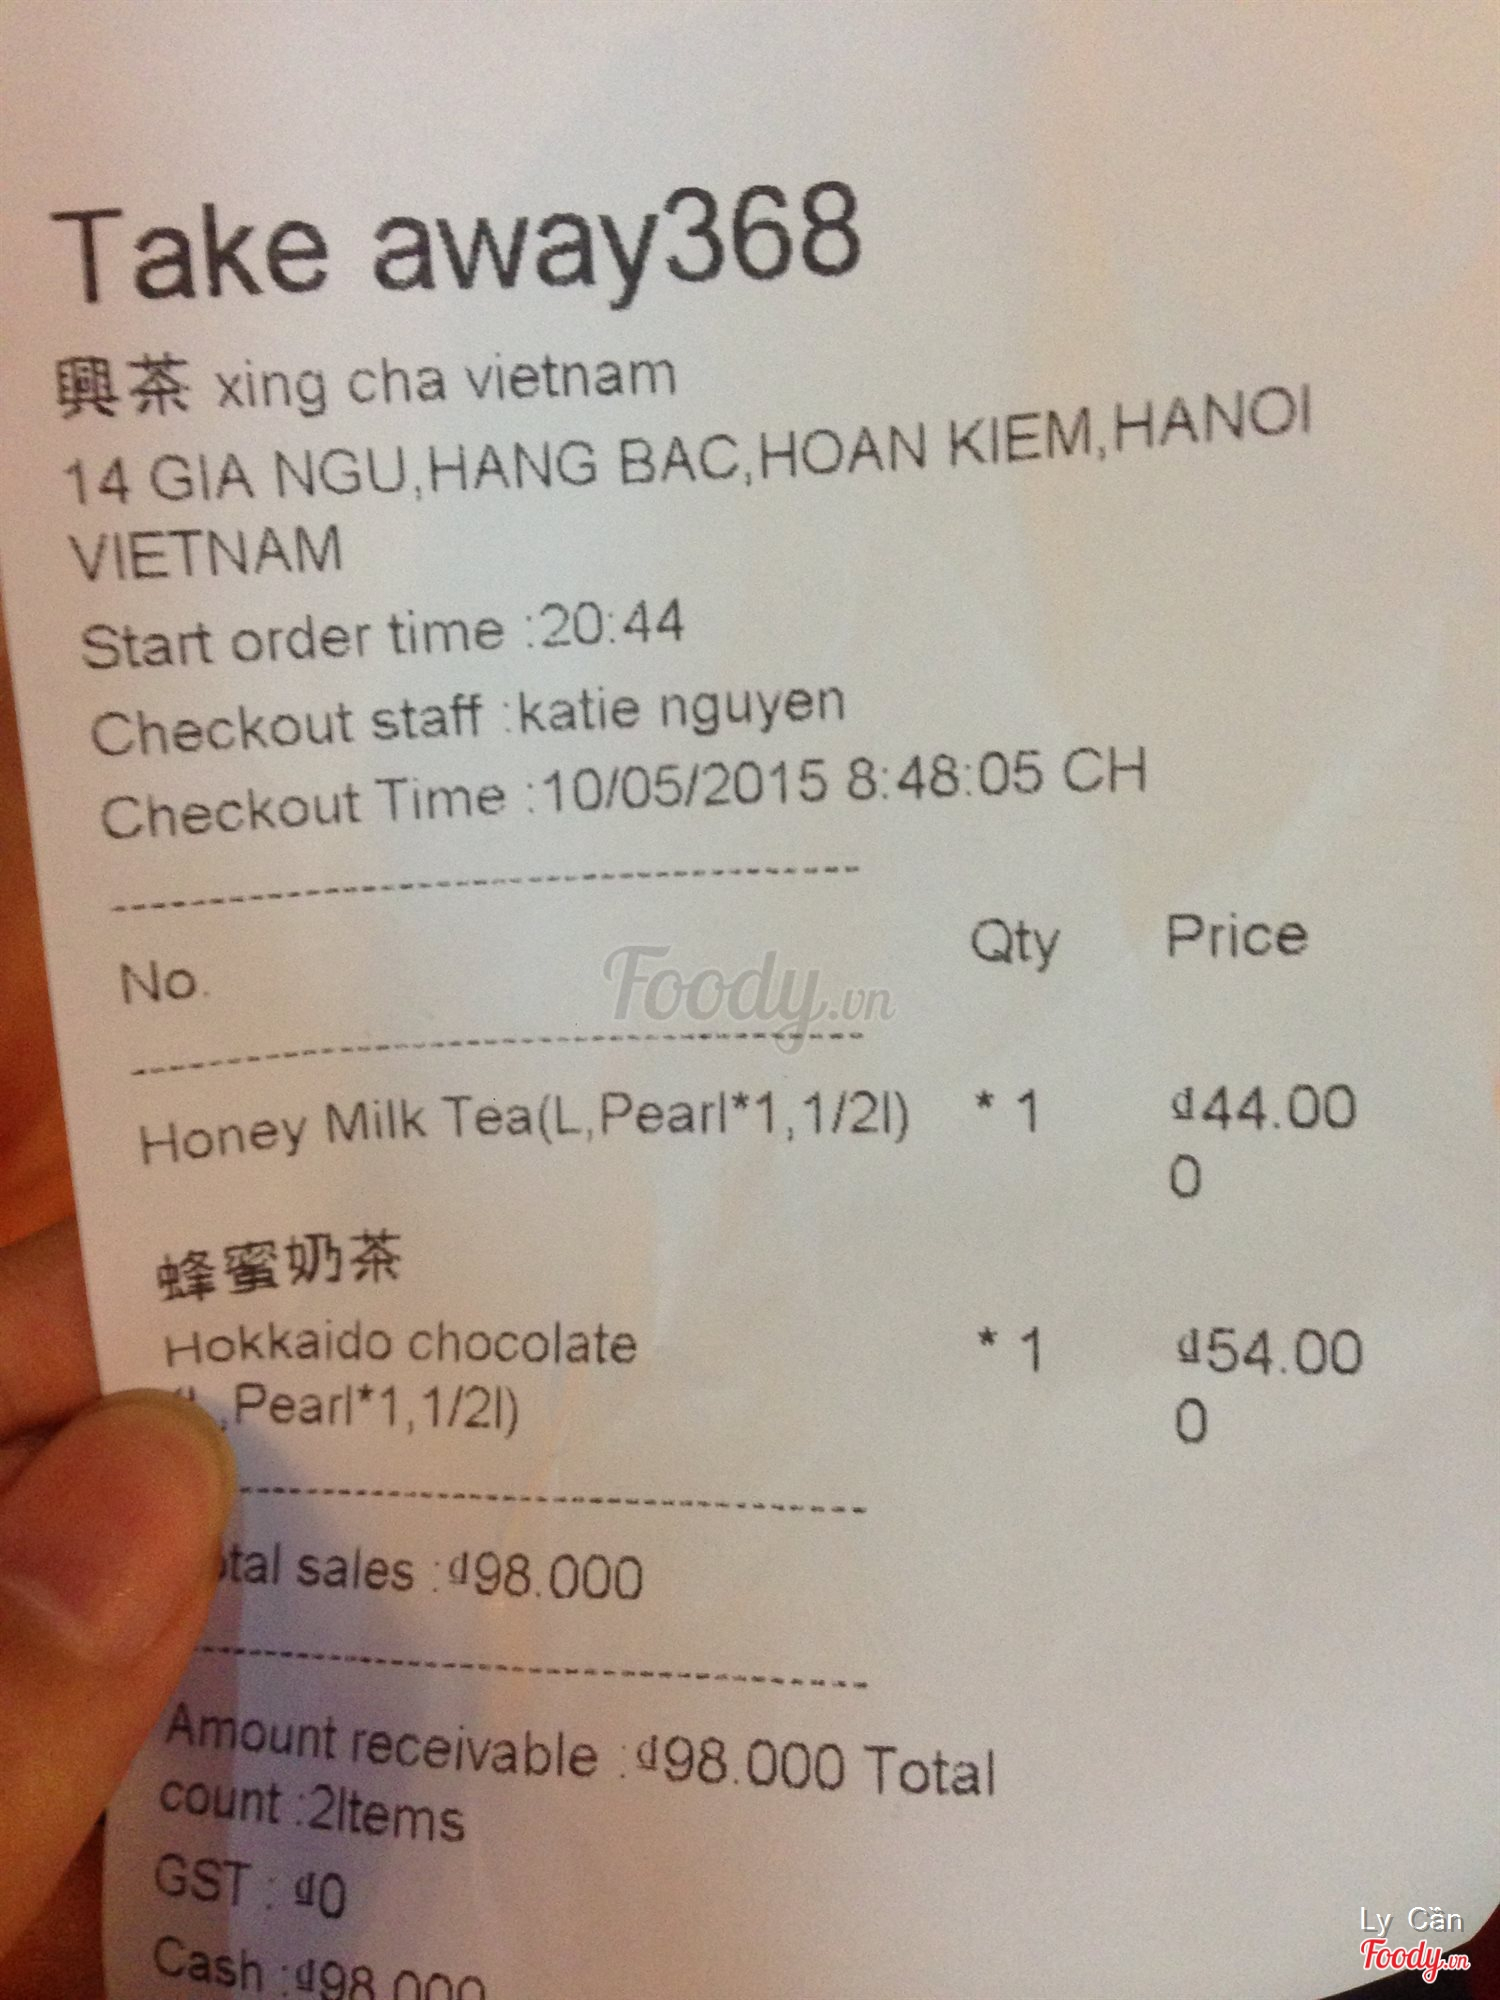 Take away368
興茶 xing cha vietnam
14 GIA NGU,HANG BAC,HOAN KIEM,HANOI
VIETNAM
Start order time :20:44
Checkout staff :katie nguyen
Checkout Time :10/05/2015 8:48:05 CH
No. Qty Price
Foody.vn
Honey Milk Tea(L,Pearl*1,1/2l) * 1 ₫44.00
0
蜂蜜奶茶
Hokkaido chocolate * 1 ₫54.00
(L,Pearl*1,1/2l) 0
otal sales :₫98.000
Amount receivable :₫98.000 Total
count :2Items
GST : ₫0
Cash :₫98.000
Ly Cần
Foody.vn